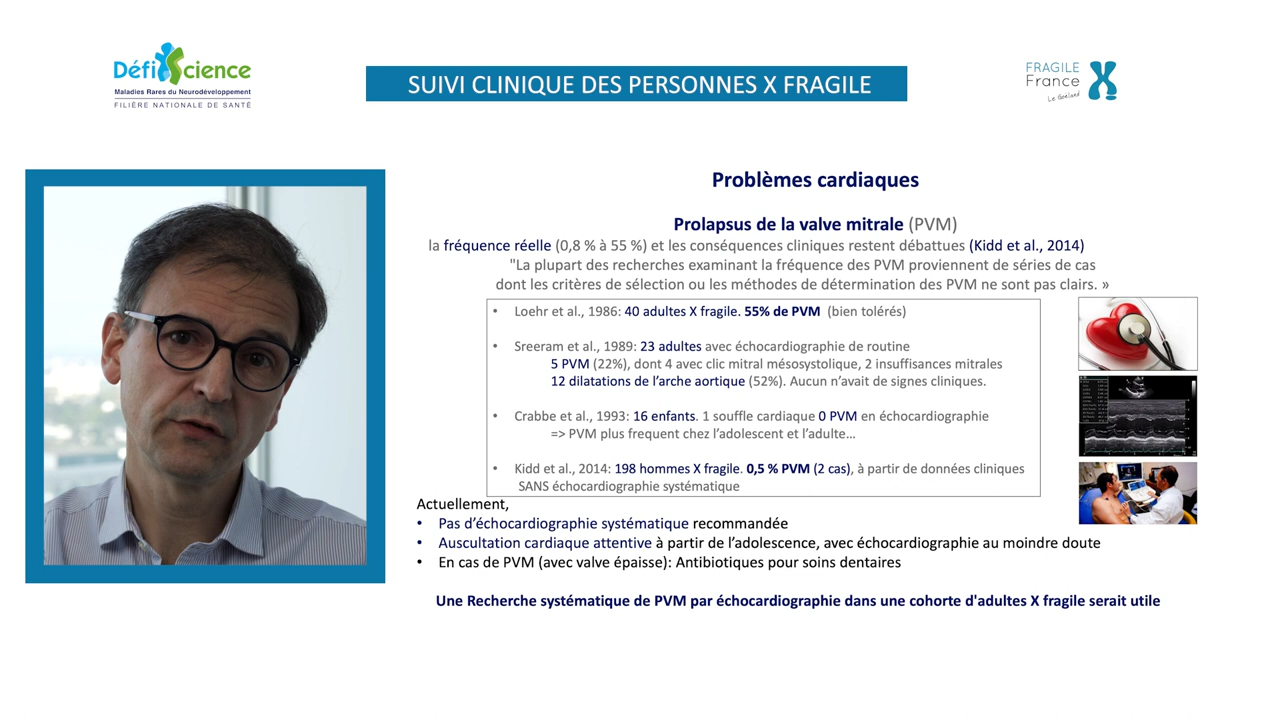 DéfiScience
Maladies Rares du Neurodéveloppement
FILIÈRE NATIONALE DE SANTÉ
SUIVI CLINIQUE DES PERSONNES X FRAGILE
FRAGILE
France
Le Goéland
Problèmes cardiaques
Prolapsus de la valve mitrale (PVM)
la fréquence réelle (0,8 % à 55 %) et les conséquences cliniques restent débattues (Kidd et al., 2014)
"La plupart des recherches examinant la fréquence des PVM proviennent de séries de cas
dont les critères de sélection ou les méthodes de détermination des PVM ne sont pas clairs. »
• Loehr et al., 1986: 40 adultes X fragile. 55% de PVM (bien tolérés)
• Sreeram et al., 1989: 23 adultes avec échocardiographie de routine
5 PVM (22%), dont 4 avec clic mitral mésosystolique, 2 insuffisances mitrales
12 dilatations de l'arche aortique (52%). Aucun n'avait de signes cliniques.
• Crabbe et al., 1993: 16 enfants. 1 souffle cardiaque 0 PVM en échocardiographie
=> PVM plus frequent chez l'adolescent et l'adulte…
• Kidd et al., 2014: 198 hommes X fragile. 0,5 % PVM (2 cas), à partir de données cliniques
SANS échocardiographie systématique
Actuellement,
• Pas d'échocardiographie systématique recommandée
• Auscultation cardiaque attentive à partir de l'adolescence, avec échocardiographie au moindre doute
• En cas de PVM (avec valve épaisse): Antibiotiques pour soins dentaires
Une Recherche systématique de PVM par échocardiographie dans une cohorte d'adultes X fragile serait utile